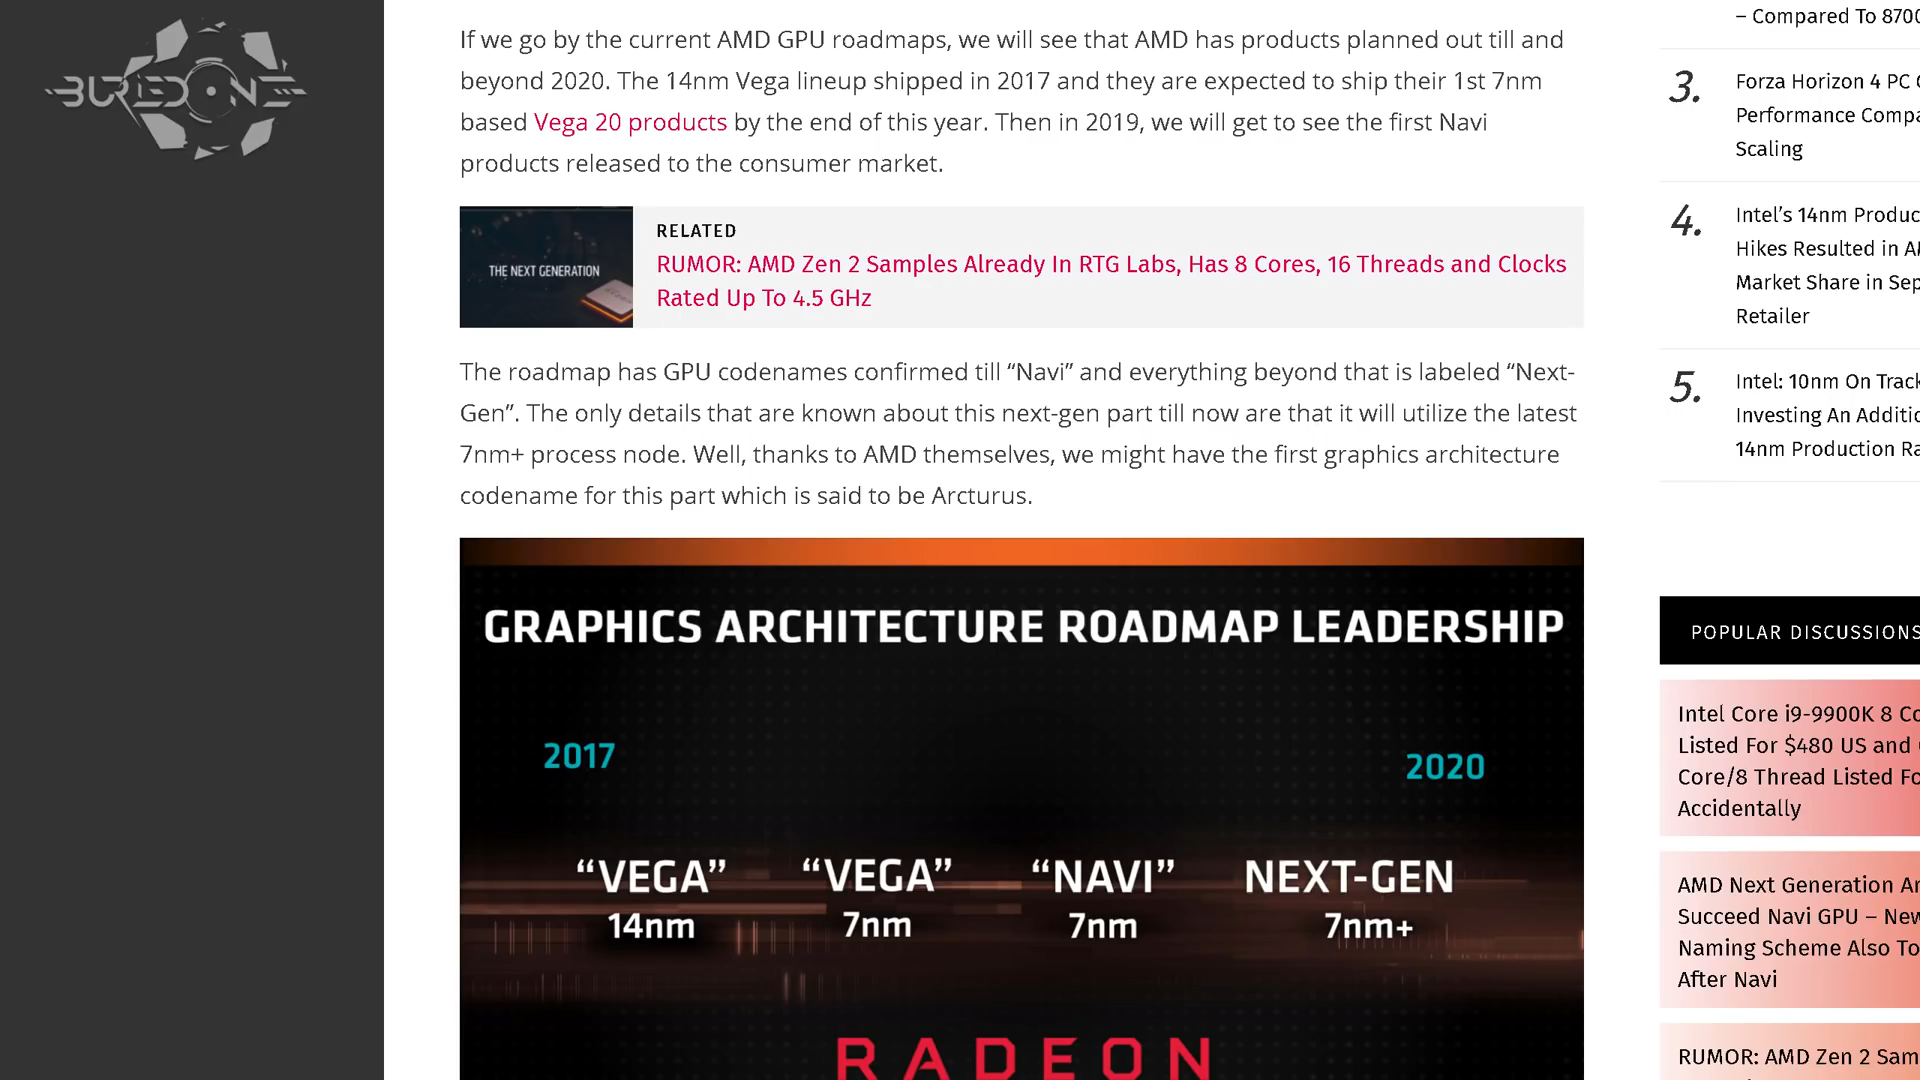 BURIEDONE
If we go by the current AMD GPU roadmaps, we will see that AMD has products planned out till and
beyond 2020. The 14nm Vega lineup shipped in 2017 and they are expected to ship their 1st 7nm
based Vega 20 products by the end of this year. Then in 2019, we will get to see the first Navi
products released to the consumer market.
THE NEXT GENERATION
RELATED
RUMOR: AMD Zen 2 Samples Already In RTG Labs, Has 8 Cores, 16 Threads and Clocks
Rated Up To 4.5 GHz
The roadmap has GPU codenames confirmed till “Navi” and everything beyond that is labeled “Next-
Gen”. The only details that are known about this next-gen part till now are that it will utilize the latest
7nm+ process node. Well, thanks to AMD themselves, we might have the first graphics architecture
codename for this part which is said to be Arcturus.
GRAPHICS ARCHITECTURE ROADMAP LEADERSHIP
2017
2020
“VEGA”
14nm
“VEGA”
7nm
“NAVI”
7nm
NEXT-GEN
7nm+
RADEON
– Compared To 8700
3.
Forza Horizon 4 PC
Performance Compa
Scaling
4.
Intel’s 14nm Produc
Hikes Resulted in
Market Share in Sep
Retailer
5.
Intel: 10nm On Track
Investing An Additio
14nm Production Ra
POPULAR DISCUSSIONS
Intel Core i9-9900K 8 Co
Listed For $480 US and
Core/8 Thread Listed Fo
Accidentally
AMD Next Generation Ar
Succeed Navi GPU – New
Naming Scheme Also To
After Navi
RUMOR: AMD Zen 2 Sam